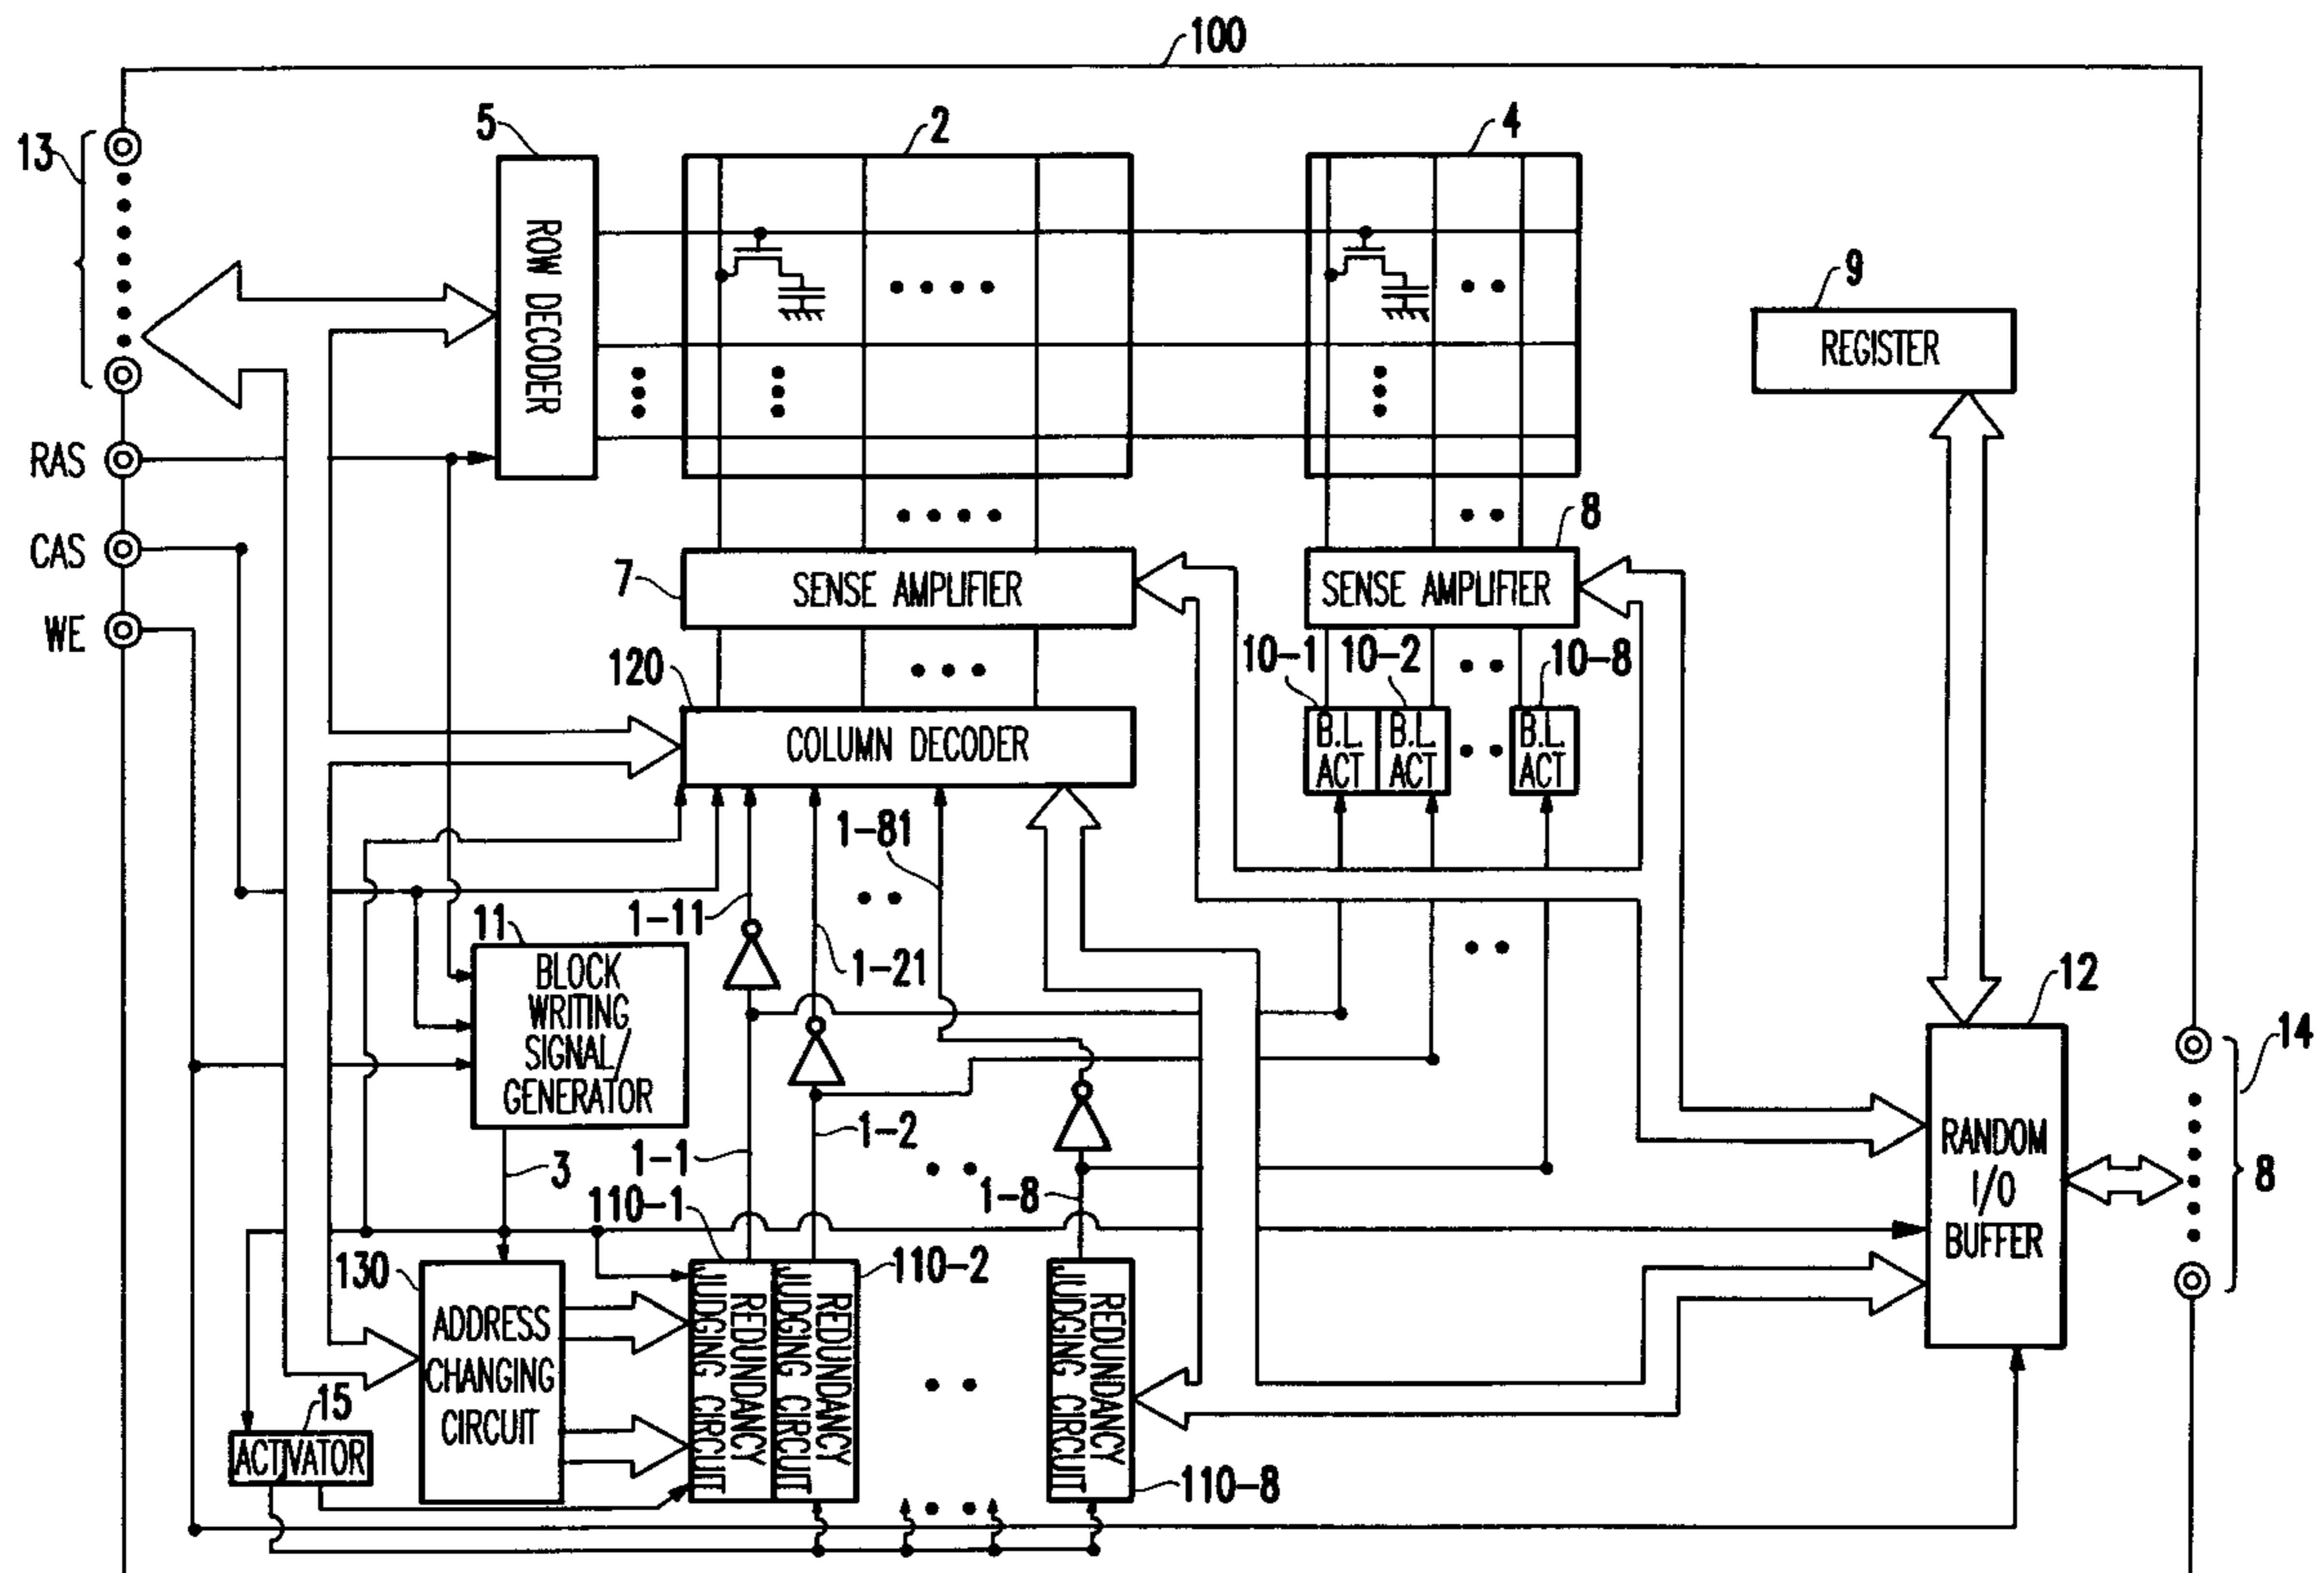 100
13
5
2
4
ROW DECODER
9
REGISTER
RAS
CAS
WE
7
SENSE AMPLIFIER
8
SENSE AMPLIFIER
10-1
10-2
10-8
120
COLUMN DECODER
B.L.
ACT
B.L.
ACT
B.L.
ACT
1-81
1-11
1-21
11
BLOCK
WRITING
SIGNAL/
GENERATOR
12
14
RANDOM
I/O
BUFFER
8
3
1-1
1-2
1-8
110-1
110-2
130
ADDRESS
CHANGING
CIRCUIT
REDUNDANCY
JUDGING CIRCUIT
REDUNDANCY
JUDGING CIRCUIT
REDUNDANCY
JUDGING CIRCUIT
15
ACTIVATOR
110-8